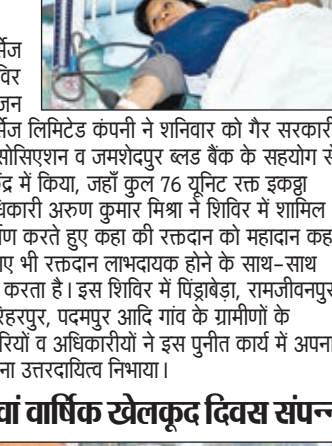 र्सेज
विर
जन
र्सेज लिमिटेड कंपनी ने शनिवार को गैर सरकारी
सोसिएशन व जमशेदपुर ब्लड बैंक के सहयोग से
केंद्र में किया, जहाँ कुल 76 यूनिट रक्त इकठ्ठा
धिकारी अरुण कुमार मिश्रा ने शिविर में शामिल
ण करते हुए कहा की रक्तदान को महादान कह
ए भी रक्तदान लाभदायक होने के साथ-साथ
करता है। इस शिविर में पिंड्राबेड़ा, रामजीवनपुर
रिहरपुर, पदमपुर आदि गांव के ग्रामीणों के
रियों व अधिकारीयों ने इस पुनीत कार्य में अपना
ना उत्तरदायित्व निभाया।
वां वार्षिक खेलकूद दिवस संपन्न